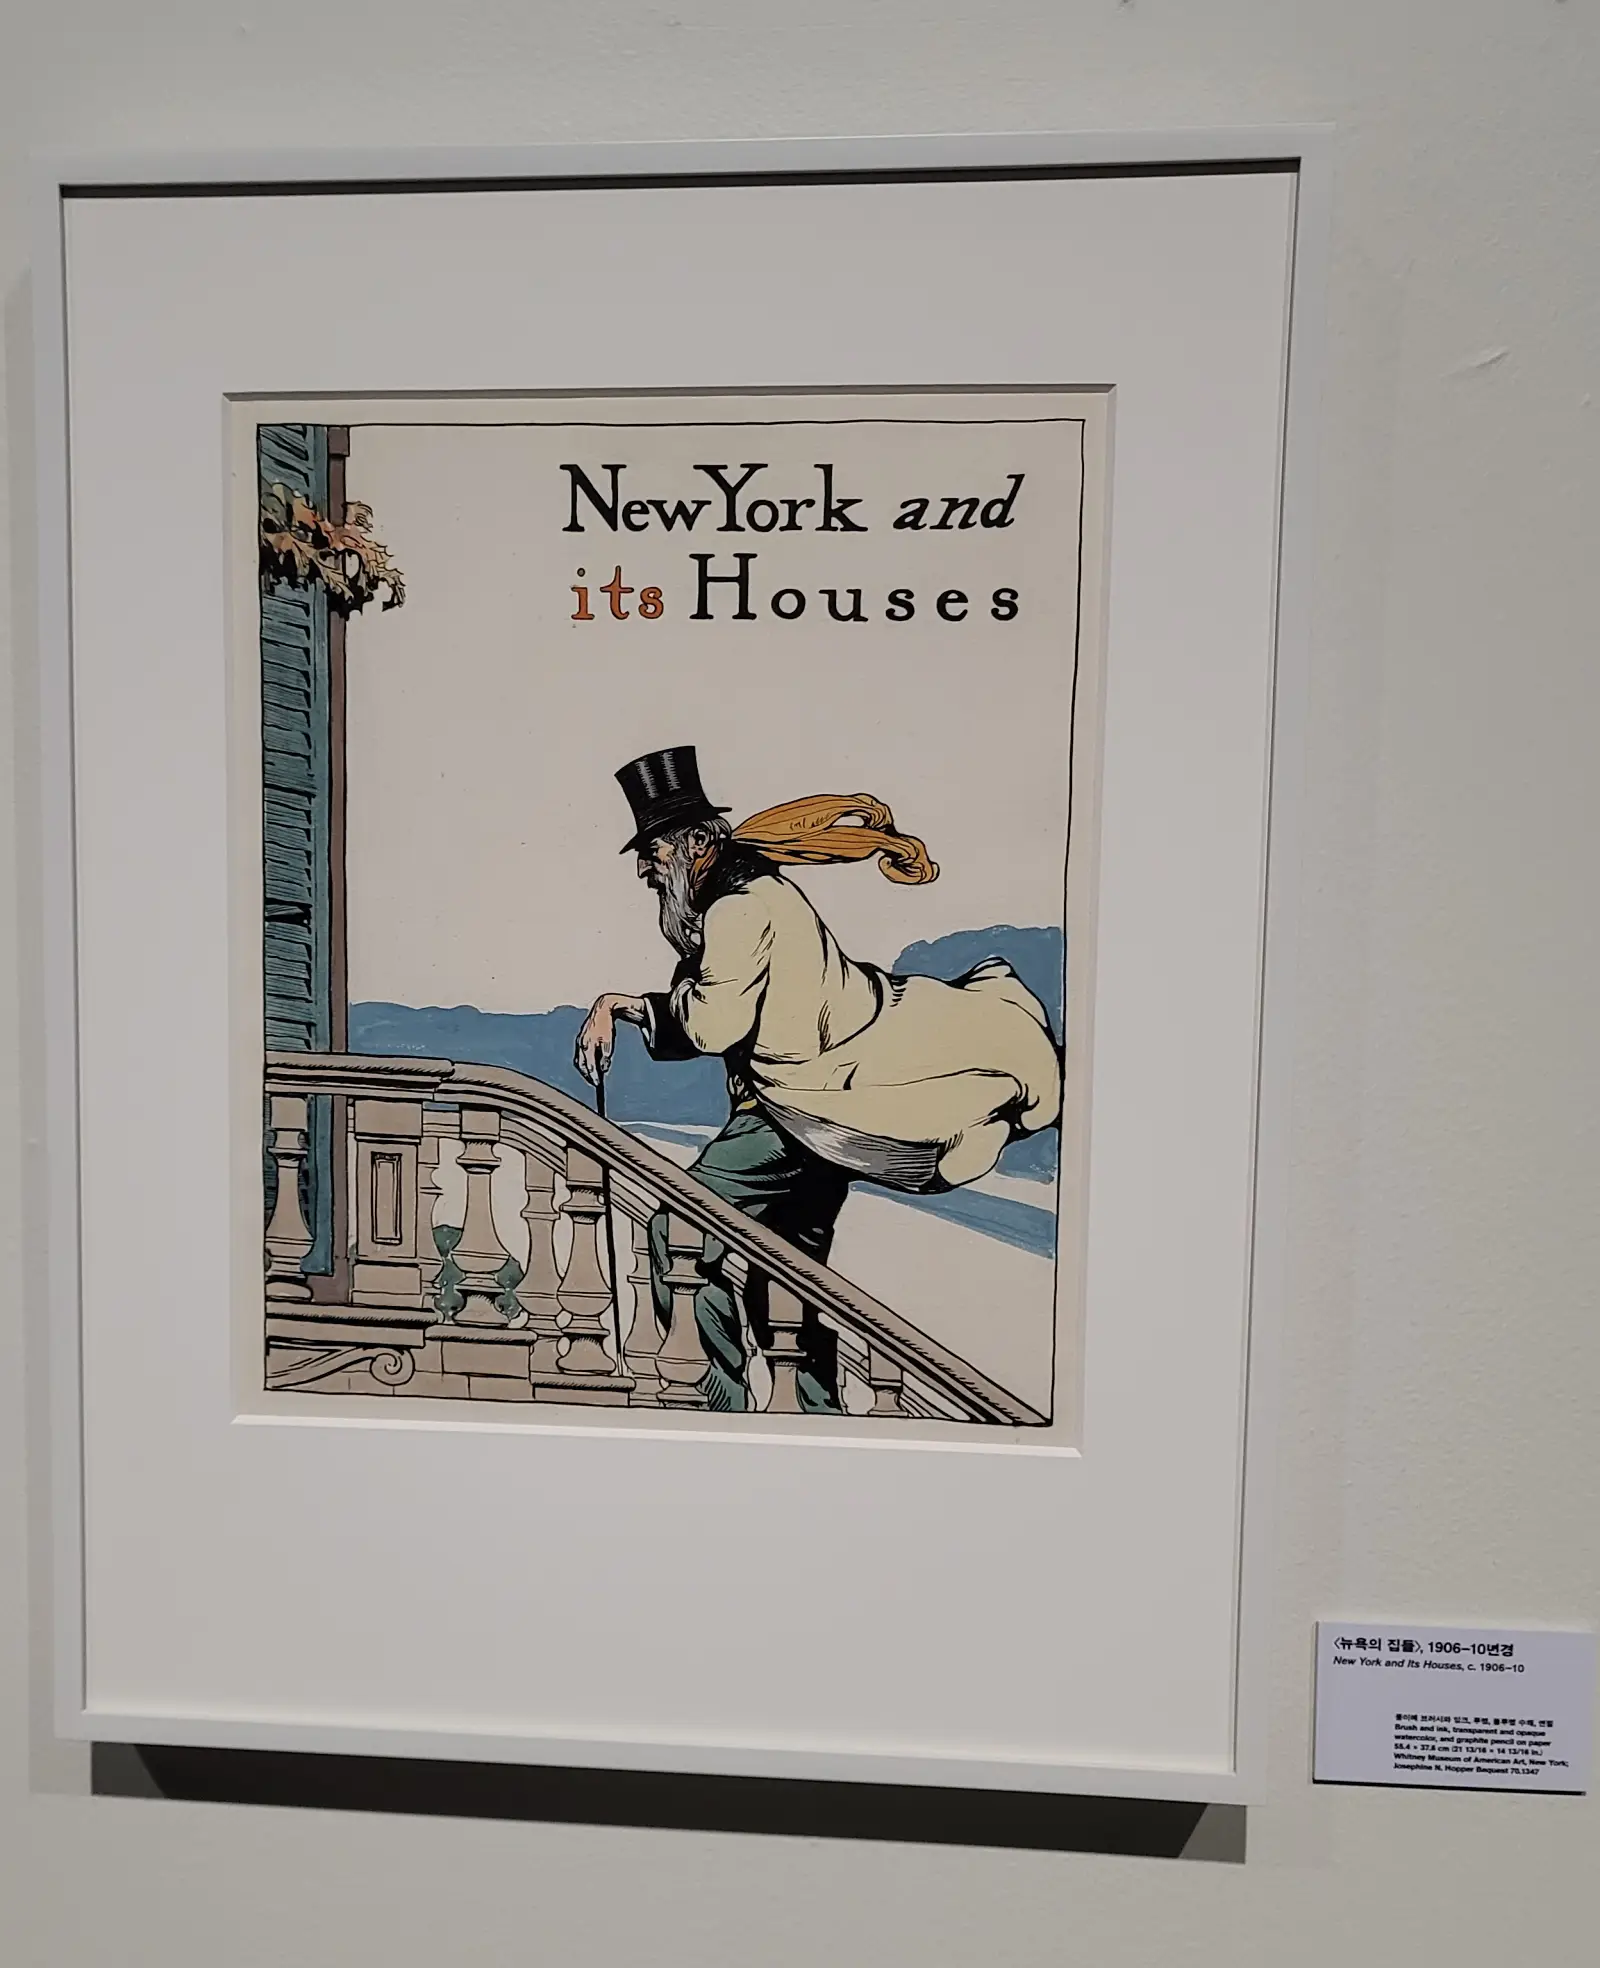 New York and
its Houses
〈뉴욕의 집들〉, 1906–10년경
New York and Its Houses, c. 1906–10
종이에 브러시와 잉크, 투명, 불투명 수채, 연필
Brush and ink, transparent and opaque
watercolor, and graphite pencil on paper
55.4 × 37.6 cm (21 13/16 × 14 13/16 in.)
Whitney Museum of American Art, New York;
Josephine N. Hopper Bequest 70.1347